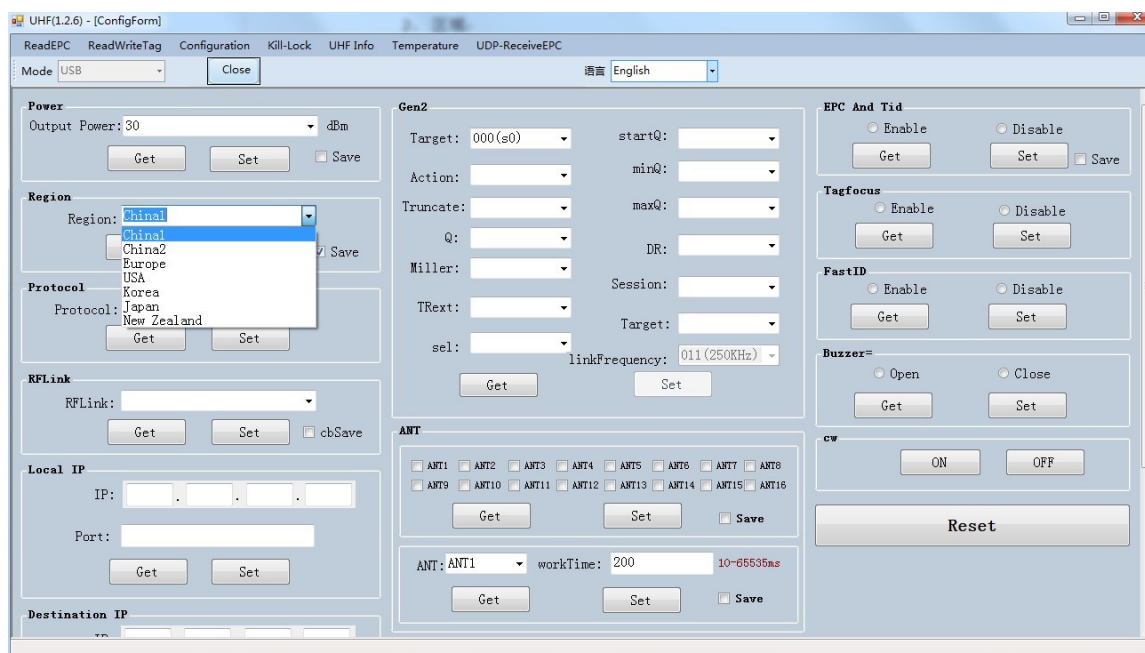 UHF(1.2.6) - [ConfigForm]
ReadEPC ReadWriteTag Configuration Kill-Lock UHF Info Temperature UDP-ReceiveEPC
Mode USB Close 语言 English
Power
Output Power: 30 dBm
Get Set Save
Region
Region: China1
China1
China2
Europe
USA
Korea
Japan
New Zealand
Save
Protocol
Protocol:
Get Set
RFLink
RFLink:
Get Set cbSave
Local IP
IP: . . .
Port:
Get Set
Destination IP
Gen2
Target: 000(s0) startQ:
Action: minQ:
Truncate: maxQ:
Q: DR:
Miller: Session:
TRext: Target:
sel: linkFrequency: 011(250KHz)
Get Set
ANT
ANT1 ANT2 ANT3 ANT4 ANT5 ANT6 ANT7 ANT8
ANT9 ANT10 ANT11 ANT12 ANT13 ANT14 ANT15 ANT16
Get Set Save
ANT: ANT1 workTime: 200 10-65535ms
Get Set Save
EPC And Tid
Enable Disable
Get Set Save
Tagfocus
Enable Disable
Get Set
FastID
Enable Disable
Get Set
Buzzer=
Open Close
Get Set
cw
ON OFF
Reset